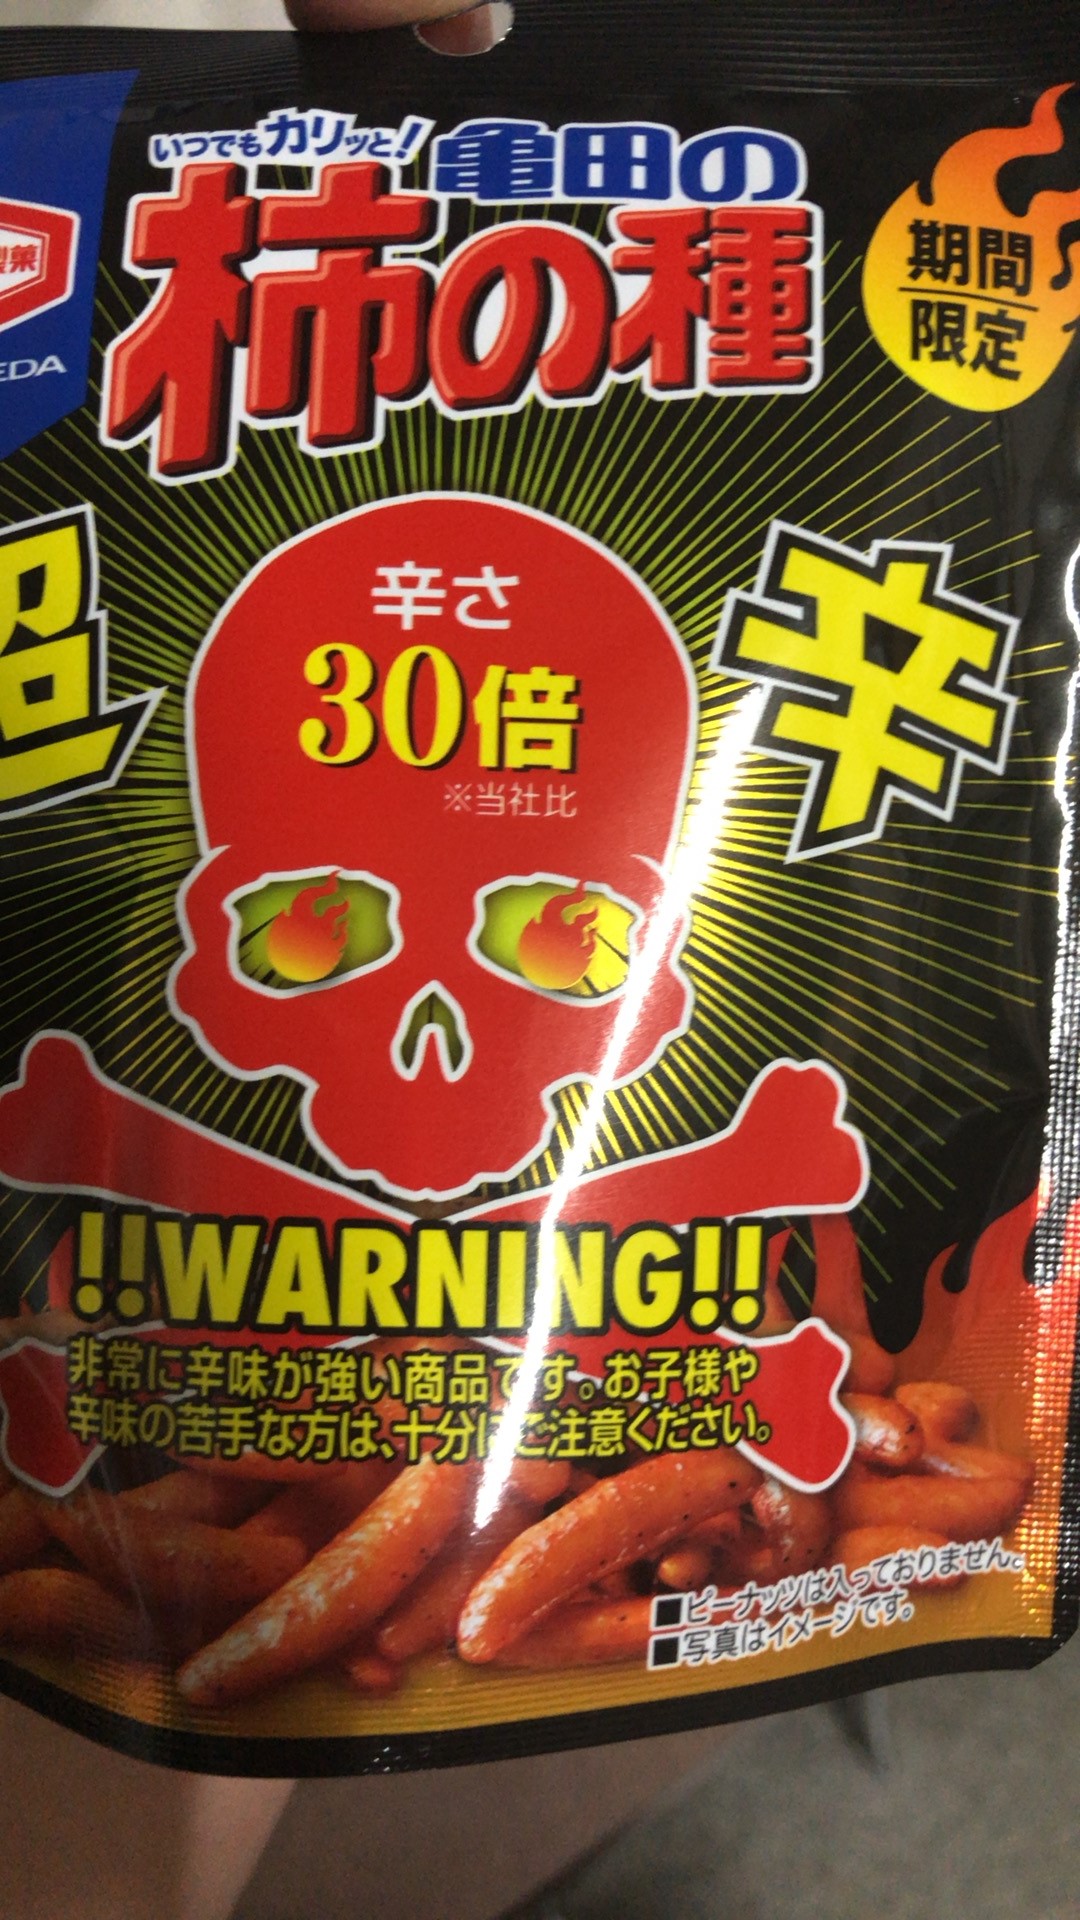 いつでもカリッと！
亀田の
柿の種
製菓
EDA
期間
限定
超
辛
辛さ
30倍
※当社比
!!WARNING!!
非常に辛味が強い商品です。お子様や
辛味の苦手な方は、十分にご注意ください。
■ピーナッツは入っておりません。
■写真はイメージです。